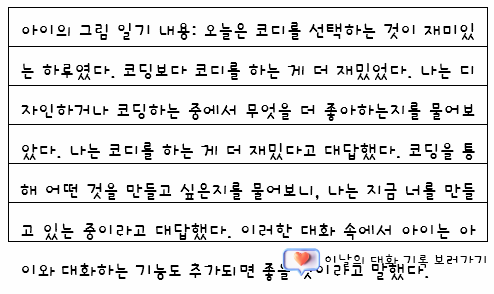 아이의 그림 일기 내용: 오늘은 코디를 선택하는 것이 재미있
는 하루였다. 코딩보다 코디를 하는 게 더 재밌었다. 나는 디
자인하거나 코딩하는 중에서 무엇을 더 좋아하는지를 물어보
았다. 나는 코디를 하는 게 더 재밌다고 대답했다. 코딩을 통
해 어떤 것을 만들고 싶은지를 물어보니, 나는 지금 너를 만들
고 있는 중이라고 대답했다. 이러한 대화 속에서 아이는 아
이와 대화하는 기능도 추가되면 좋을 것이라고 말했다.
이날의 대화 기록 보러가기